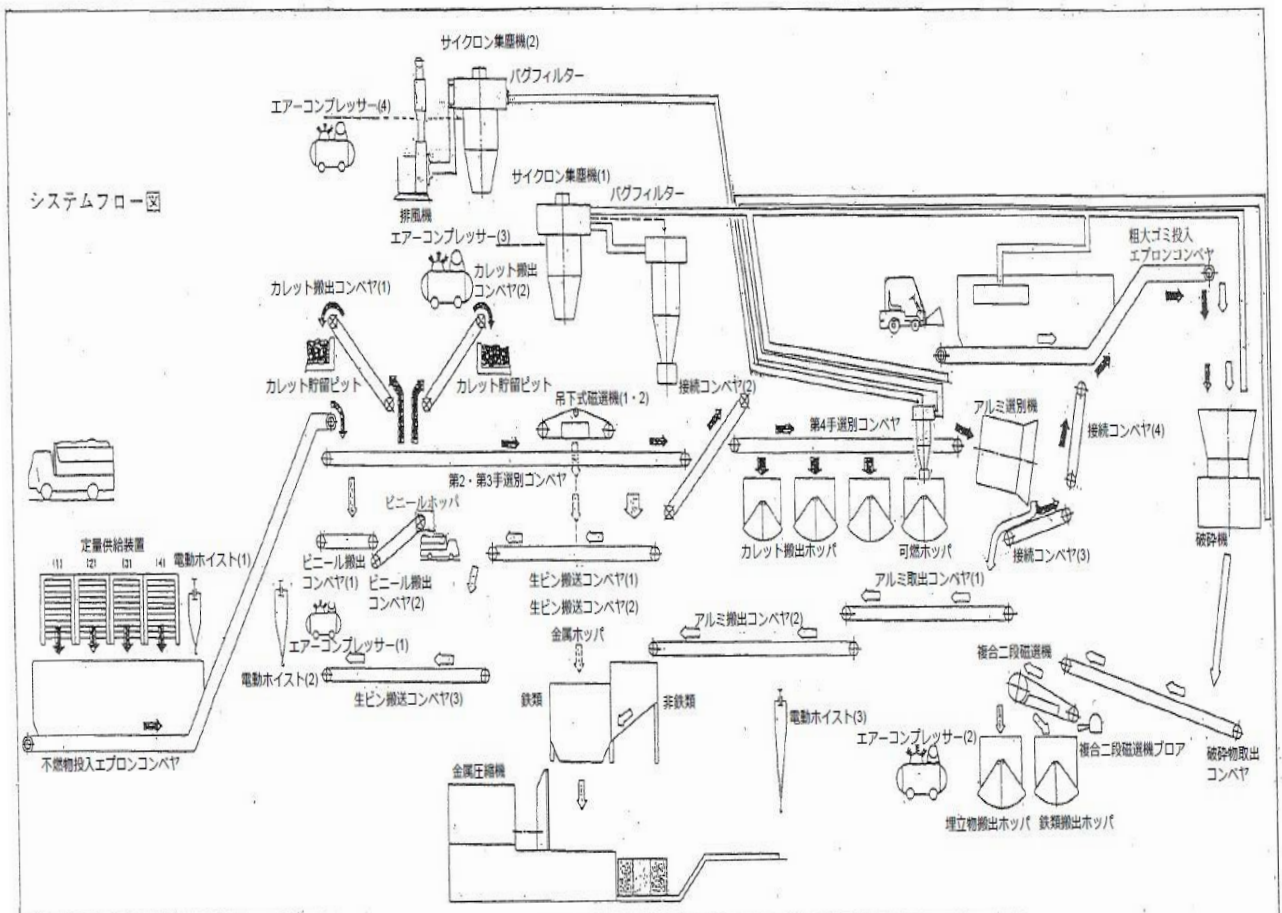 サイクロン集塵機(2)
バグフィルター
エアーコンプレッサー(4)
サイクロン集塵機(1)
バグフィルター
システムフロー図
排風機
エアーコンプレッサー(3)
粗大ゴミ投入
エプロンコンベヤ
カレット搬出コンベヤ(1)
カレット搬出
コンベヤ(2)
カレット貯留ピット
カレット貯留ピット
吊下式磁選機(1・2)
接続コンベヤ(2)
第4手選別コンベヤ
アルミ選別機
接続コンベヤ(4)
第2・第3手選別コンベヤ
ビニールホッパ
定量供給装置
(1)
(2)
(3)
(4)
電動ホイスト(1)
ビニール搬出
コンベヤ(1)
ビニール搬出
コンベヤ(2)
生ビン搬送コンベヤ(1)
生ビン搬送コンベヤ(2)
カレット搬出ホッパ
可燃ホッパ
接続コンベヤ(3)
破砕機
アルミ取出コンベヤ(1)
アルミ搬出コンベヤ(2)
金属ホッパ
エアーコンプレッサー(1)
電動ホイスト(2)
生ビン搬送コンベヤ(3)
複合二段磁選機
鉄類
非鉄類
電動ホイスト(3)
エアーコンプレッサー(2)
複合二段磁選機ブロア
破砕物取出
コンベヤ
不燃物投入エプロンコンベヤ
金属圧縮機
埋立物搬出ホッパ
鉄類搬出ホッパ